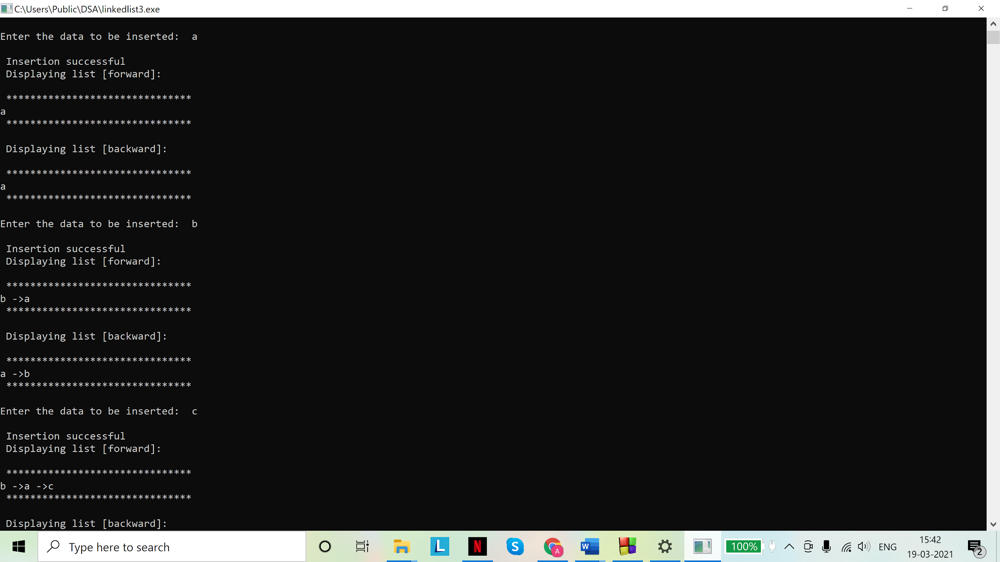 C:\Users\Public\DSA\linkedlist3.exe
Enter the data to be inserted:  a
Insertion successful
Displaying list [forward]:
*******************************
a
*******************************
Displaying list [backward]:
*******************************
a
*******************************
Enter the data to be inserted:  b
Insertion successful
Displaying list [forward]:
*******************************
b ->a
*******************************
Displaying list [backward]:
*******************************
a ->b
*******************************
Enter the data to be inserted:  c
Insertion successful
Displaying list [forward]:
*******************************
b ->a ->c
*******************************
Displaying list [backward]:
Type here to search
L
N
S
A
W
100%
ENG
15:42
19-03-2021
2